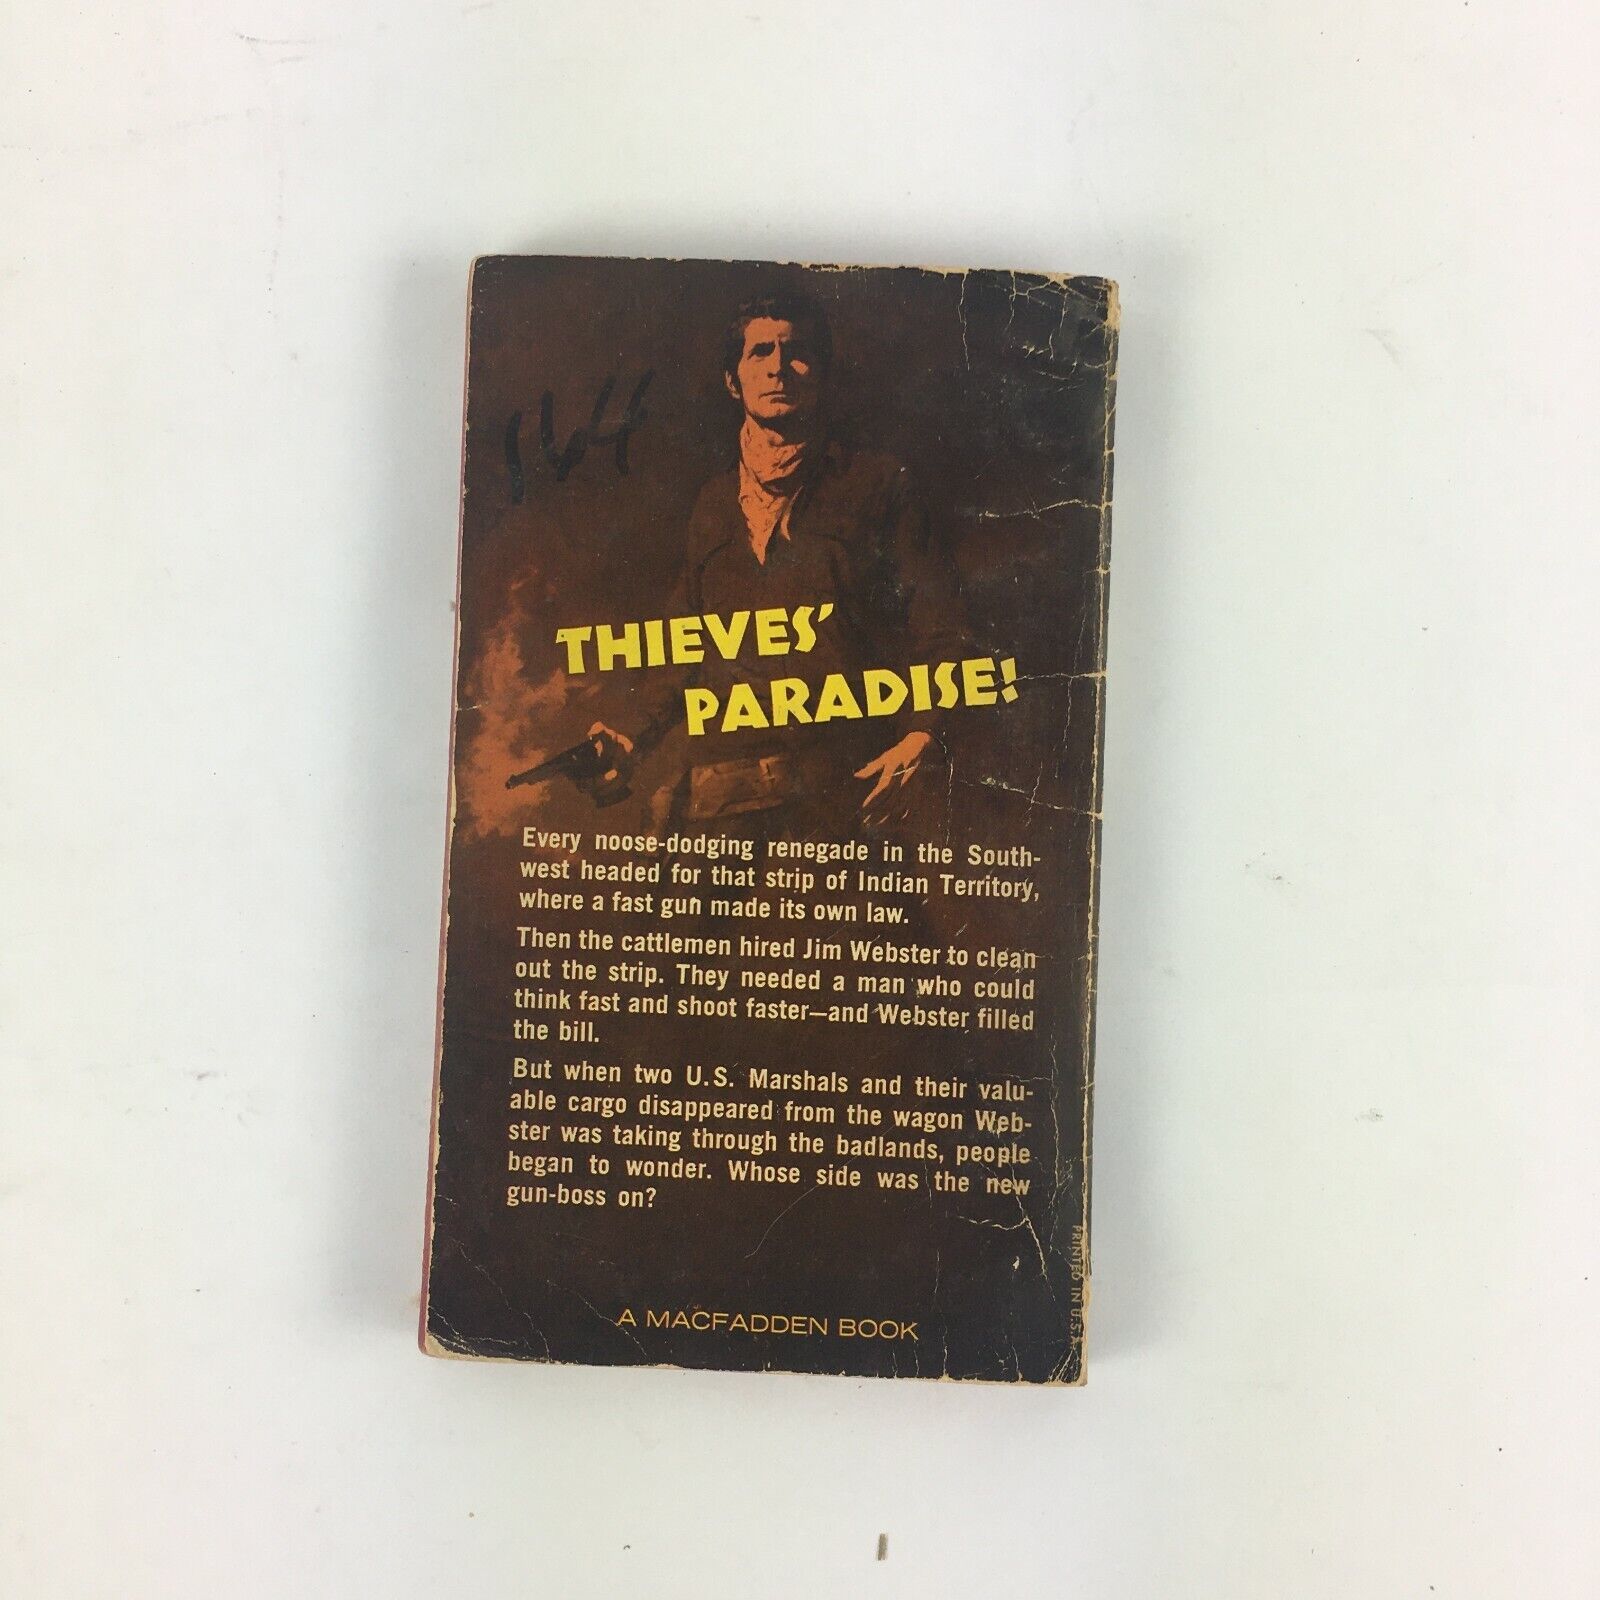 164
THIEVES'
PARADISE!
Every noose-dodging renegade in the South-
west headed for that strip of Indian Territory,
where a fast gun made its own law.
Then the cattlemen hired Jim Webster to clean
out the strip. They needed a man who could
think fast and shoot faster—and Webster filled
the bill.
But when two U.S. Marshals and their valu-
able cargo disappeared from the wagon Web-
ster was taking through the badlands, people
began to wonder. Whose side was the new
gun-boss on?
PRINTED IN U.S.A.
A MACFADDEN BOOK